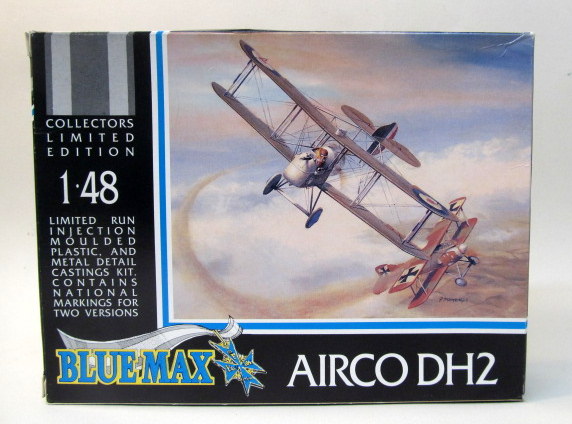 COLLECTORS
LIMITED
EDITION
1·48
LIMITED RUN
INJECTION
MOULDED
PLASTIC, AND
METAL DETAIL
CASTINGS KIT.
CONTAINS
NATIONAL
MARKINGS FOR
TWO VERSIONS
BLUE·MAX
AIRCO DH2